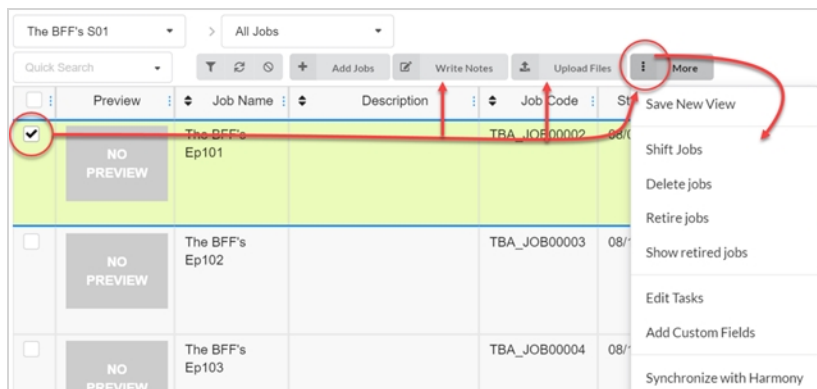 The BFF's S01
All Jobs
Quick Search
Add Jobs
Write Notes
Upload Files
More
Preview
Job Name
Description
Job Code
St
Save New View
Shift Jobs
Delete jobs
Retire jobs
Show retired jobs
Edit Tasks
Add Custom Fields
Synchronize with Harmony
NO
PREVIEW
The BFF's
Ep101
TBA_JOB00002
08/0
NO
PREVIEW
The BFF's
Ep102
TBA_JOB00003
08/1
NO
PREVIEW
The BFF's
Ep103
TBA_JOB00004
08/1